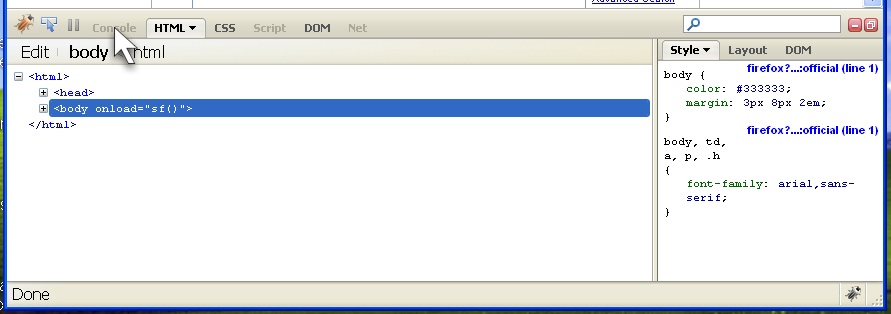 Advanced Search
Console HTML CSS Script DOM Net
Edit body html
<html>
<head>
<body onload="sf()">
</html>
Style Layout DOM
firefox?...:official (line 1)
body {
color: #333333;
margin: 3px 8px 2em;
}
firefox?...:official (line 1)
body, td,
a, p, .h
{
font-family: arial,sans-
serif;
}
Done